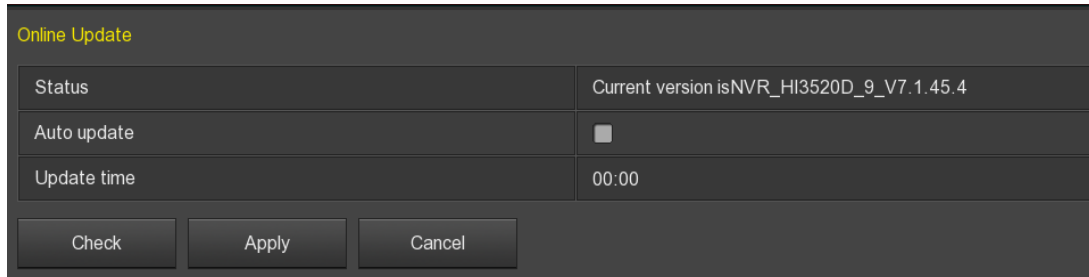 Online Update
Status Current version isNVR_HI3520D_9_V7.1.45.4
Auto update
Update time 00:00
Check Apply Cancel